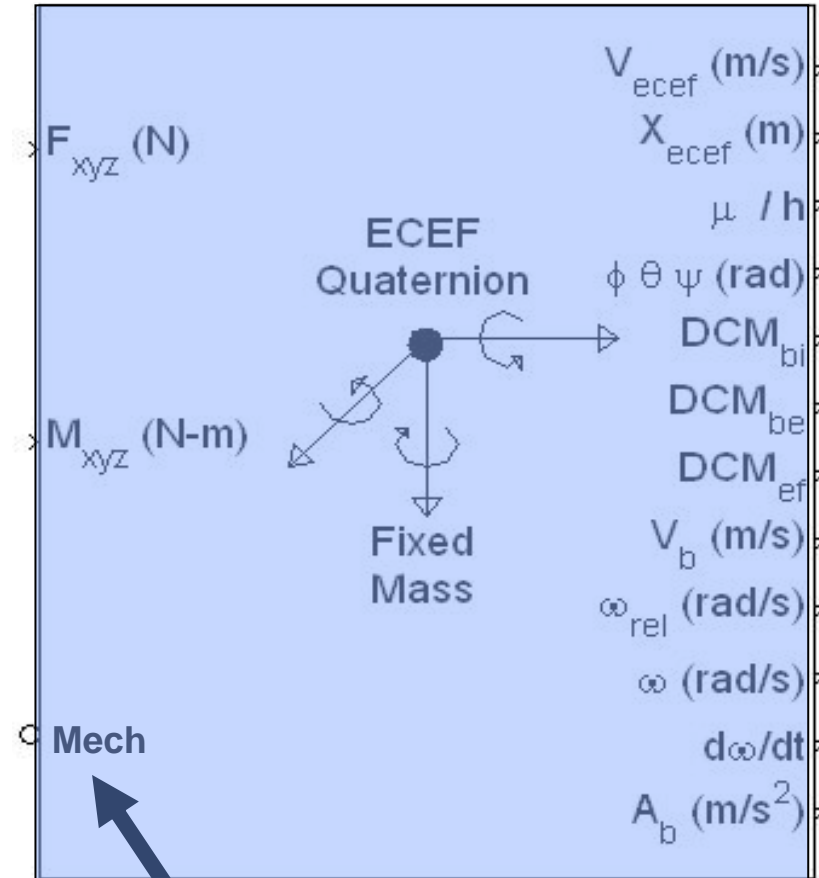 F_xyz (N)
M_xyz (N-m)
Mech
ECEF
Quaternion
Fixed
Mass
V_ecef (m/s)
X_ecef (m)
μ / h
ϕ θ ψ (rad)
DCM_bi
DCM_be
DCM_ef
V_b (m/s)
ω_rel (rad/s)
ω (rad/s)
dω/dt
A_b (m/s²)